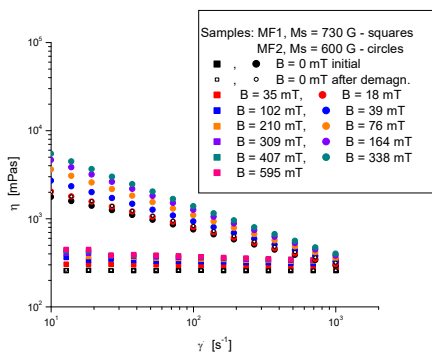 Samples: MF1, Ms = 730 G - squares
MF2, Ms = 600 G - circles
, B = 0 mT initial
, B = 0 mT after demagn.
B = 35 mT, B = 18 mT
B = 102 mT, B = 39 mT
B = 210 mT, B = 76 mT
B = 309 mT, B = 164 mT
B = 407 mT, B = 338 mT
B = 595 mT
η [mPas]
10⁵
10⁴
10³
10²
10¹ 10² 10³
γ [s⁻¹]